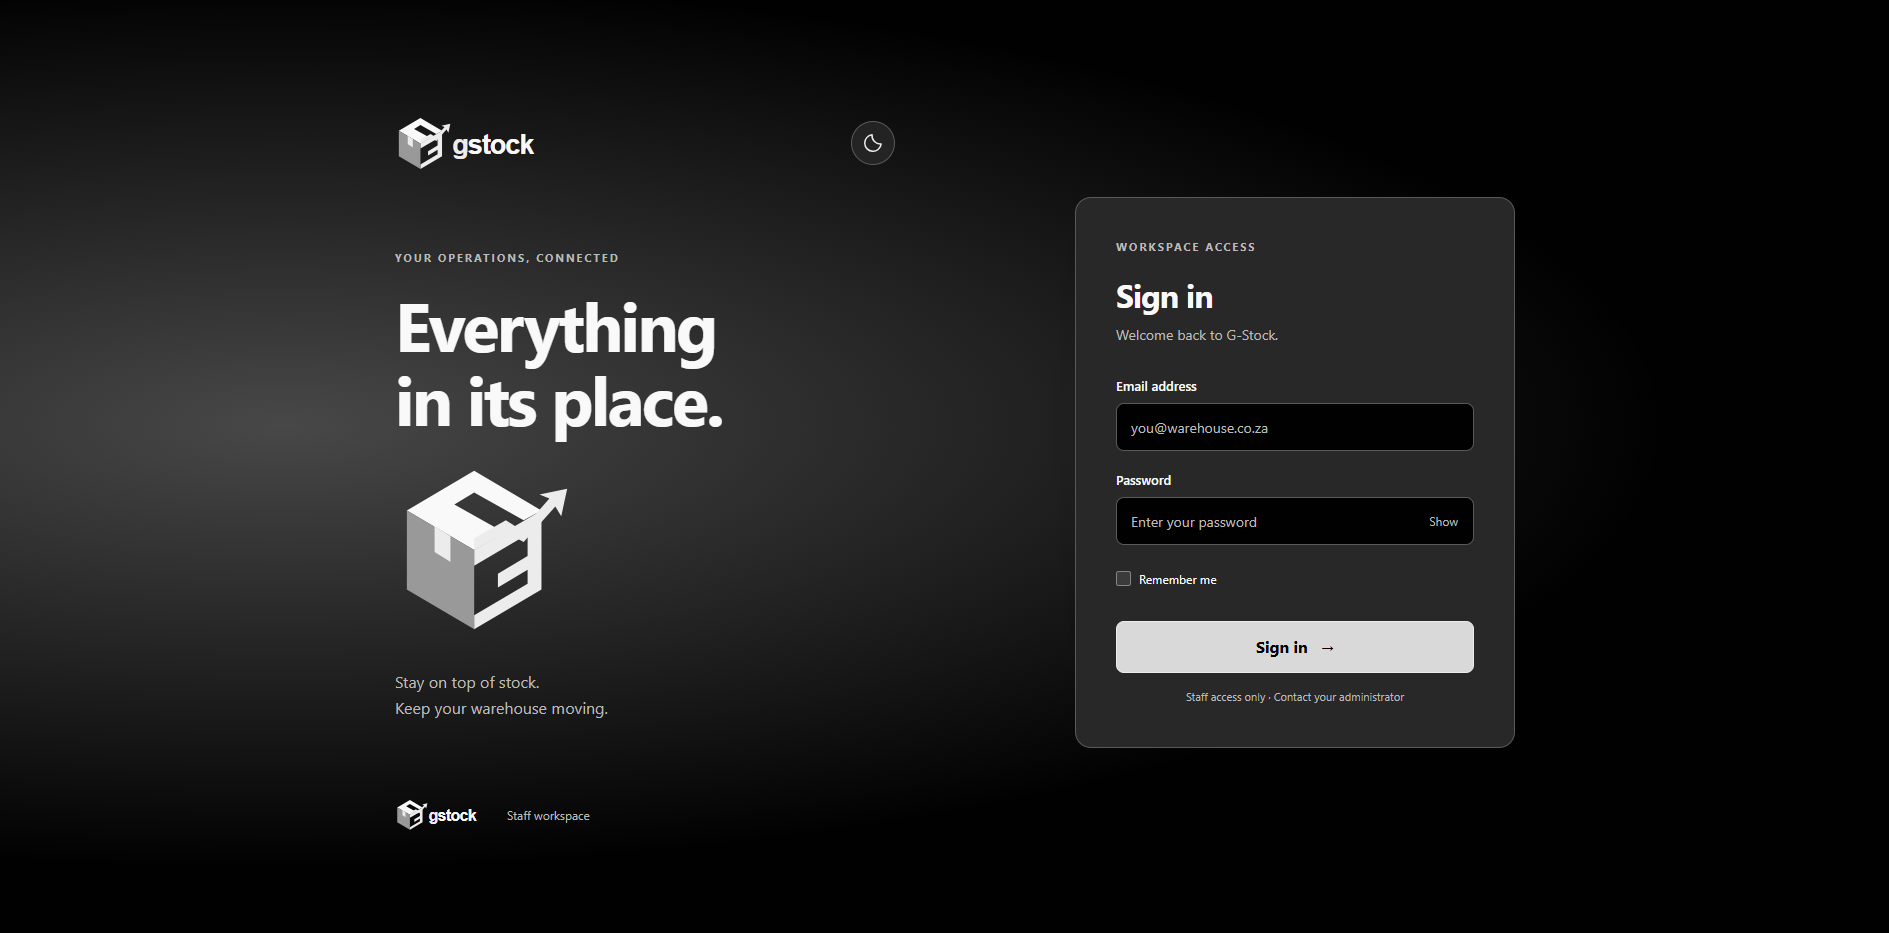 gstock
YOUR OPERATIONS, CONNECTED
Everything
in its place.
Stay on top of stock.
Keep your warehouse moving.
gstock
Staff workspace
WORKSPACE ACCESS
Sign in
Welcome back to G-Stock.
Email address
you@warehouse.co.za
Password
Enter your password
Show
Remember me
Sign in →
Staff access only · Contact your administrator